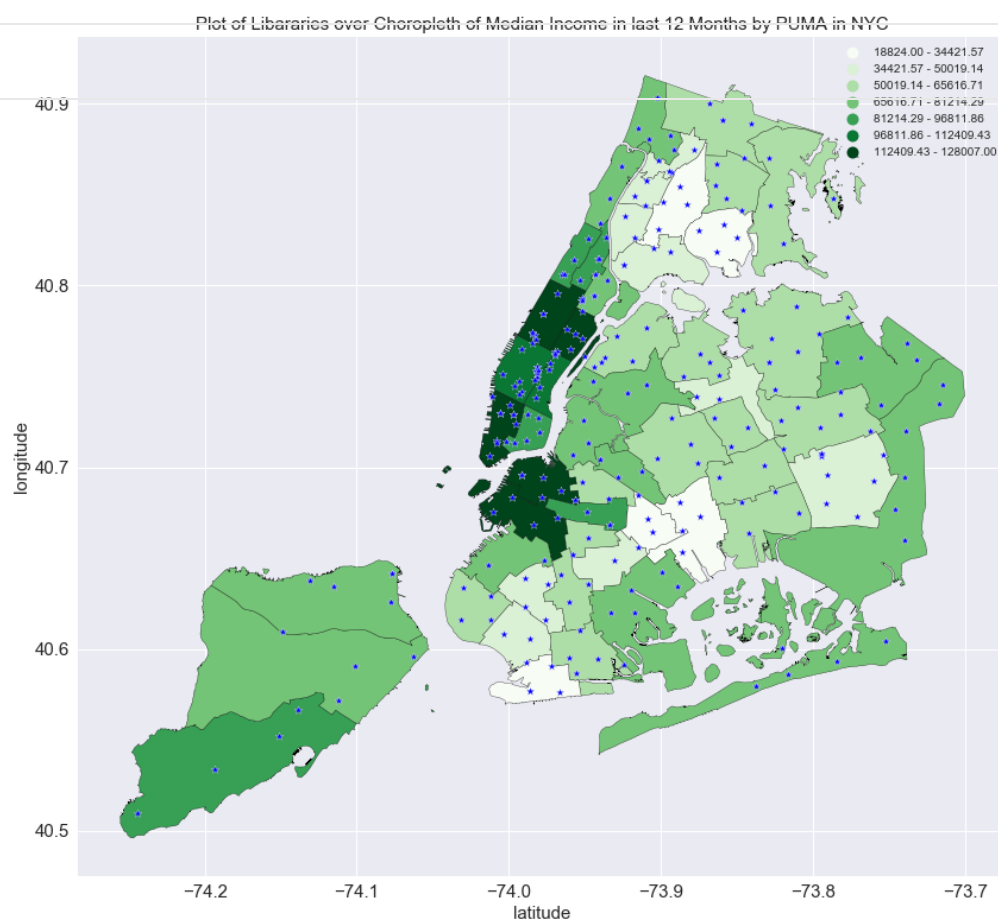 Plot of Libararies over Choropleth of Median Income in last 12 Months by PUMA in NYC
18824.00 - 34421.57
34421.57 - 50019.14
50019.14 - 65616.71
65616.71 - 81214.29
81214.29 - 96811.86
96811.86 - 112409.43
112409.43 - 128007.00
40.9
40.8
40.7
40.6
40.5
longitude
−74.2 −74.1 −74.0 −73.9 −73.8 −73.7
latitude